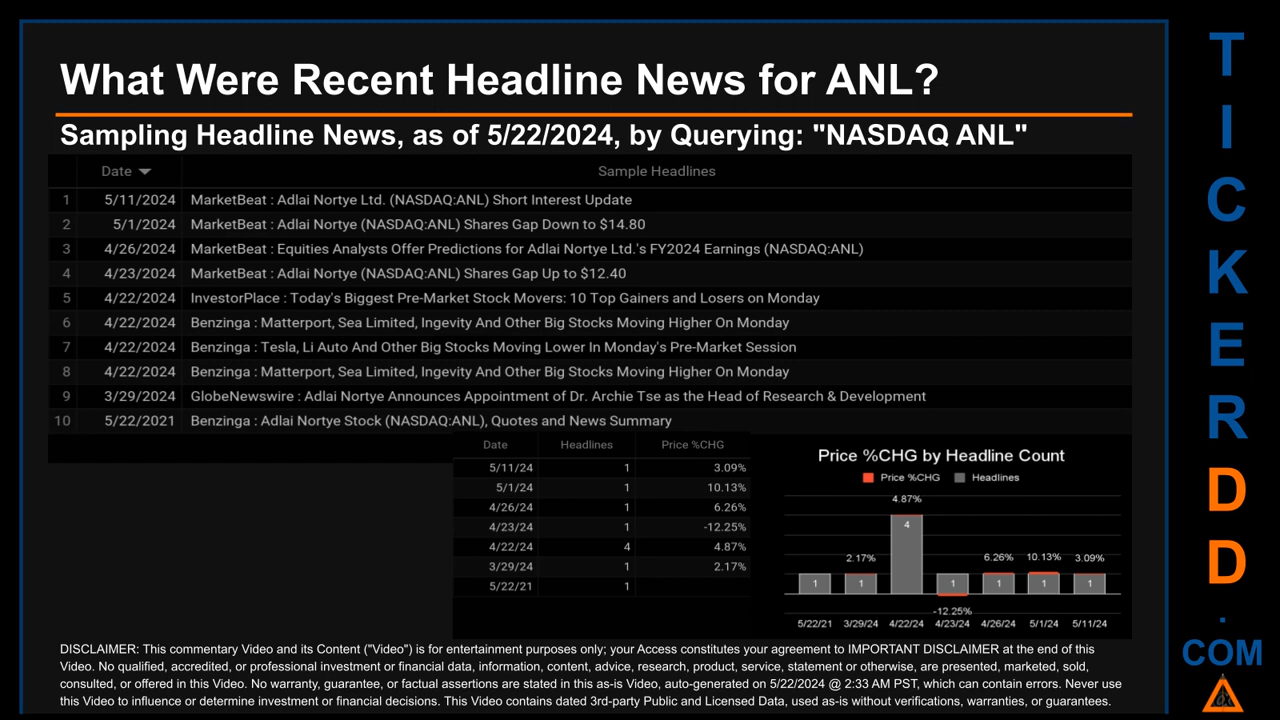 What Were Recent Headline News for ANL?
Sampling Headline News, as of 5/22/2024, by Querying: "NASDAQ ANL"
Date Sample Headlines
1 5/11/2024 MarketBeat : Adlai Nortye Ltd. (NASDAQ:ANL) Short Interest Update
2 5/1/2024 MarketBeat : Adlai Nortye (NASDAQ:ANL) Shares Gap Down to $14.80
3 4/26/2024 MarketBeat : Equities Analysts Offer Predictions for Adlai Nortye Ltd.'s FY2024 Earnings (NASDAQ:ANL)
4 4/23/2024 MarketBeat : Adlai Nortye (NASDAQ:ANL) Shares Gap Up to $12.40
5 4/22/2024 InvestorPlace : Today's Biggest Pre-Market Stock Movers: 10 Top Gainers and Losers on Monday
6 4/22/2024 Benzinga : Matterport, Sea Limited, Ingevity And Other Big Stocks Moving Higher On Monday
7 4/22/2024 Benzinga : Tesla, Li Auto And Other Big Stocks Moving Lower In Monday's Pre-Market Session
8 4/22/2024 Benzinga : Matterport, Sea Limited, Ingevity And Other Big Stocks Moving Higher On Monday
9 3/29/2024 GlobeNewswire : Adlai Nortye Announces Appointment of Dr. Archie Tse as the Head of Research & Development
10 5/22/2021 Benzinga : Adlai Nortye Stock (NASDAQ:ANL), Quotes and News Summary
Date Headlines Price %CHG
5/11/24 1 3.09%
5/1/24 1 10.13%
4/26/24 1 6.26%
4/23/24 1 -12.25%
4/22/24 4 4.87%
3/29/24 1 2.17%
5/22/21 1
Price %CHG by Headline Count
Price %CHG Headlines
4.87%
4
2.17% 6.26% 10.13% 3.09%
1 1 1 1 1 1
-12.25%
5/22/21 3/29/24 4/22/24 4/23/24 4/26/24 5/1/24 5/11/24
DISCLAIMER: This commentary Video and its Content ("Video") is for entertainment purposes only; your Access constitutes your agreement to IMPORTANT DISCLAIMER at the end of this
Video. No qualified, accredited, or professional investment or financial data, information, content, advice, research, product, service, statement or otherwise, are presented, marketed, sold,
consulted, or offered in this Video. No warranty, guarantee, or factual assertions are stated in this as-is Video, auto-generated on 5/22/2024 @ 2:33 AM PST, which can contain errors. Never use
this Video to influence or determine investment or financial decisions. This Video contains dated 3rd-party Public and Licensed Data, used as-is without verifications, warranties, or guarantees.
T
I
C
K
E
R
D
D
.
COM